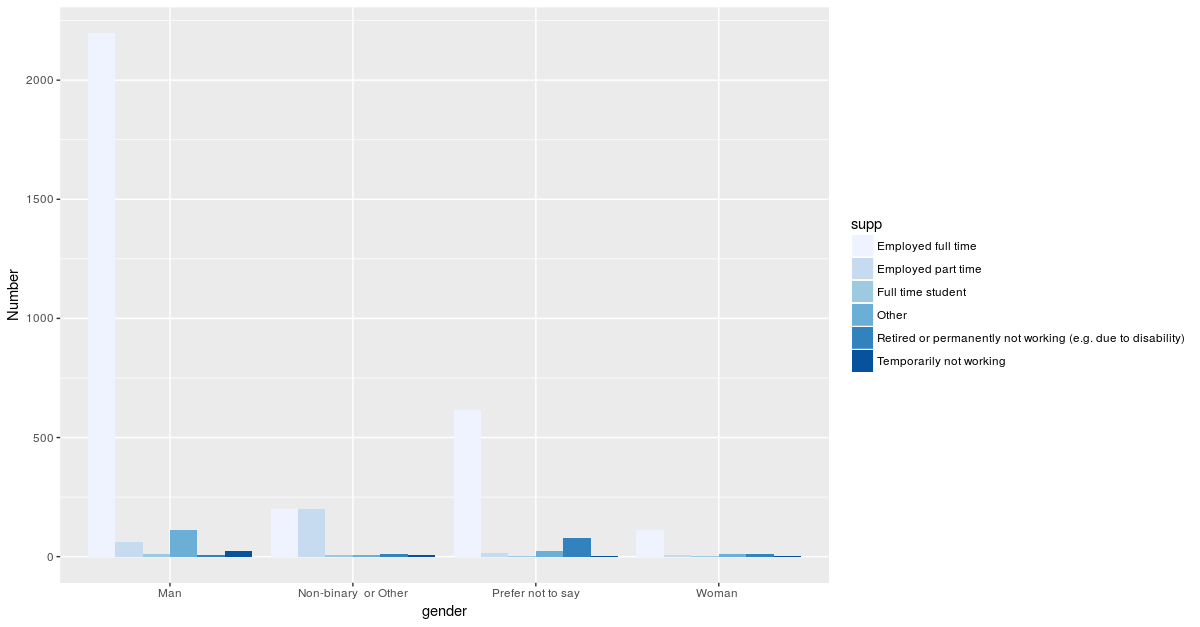 2000
1500
1000
500
0
Number
Man
Non-binary  or Other
Prefer not to say
Woman
gender
supp
Employed full time
Employed part time
Full time student
Other
Retired or permanently not working (e.g. due to disability)
Temporarily not working